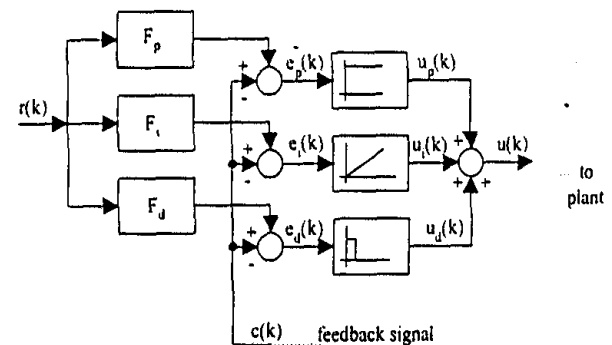 F_p
e_p(k)
u_p(k)
+
-
r(k)
F_i
e_i(k)
u_i(k)
+
u(k)
+
-
+
+
to
plant
F_d
e_d(k)
u_d(k)
+
-
c(k)
feedback signal